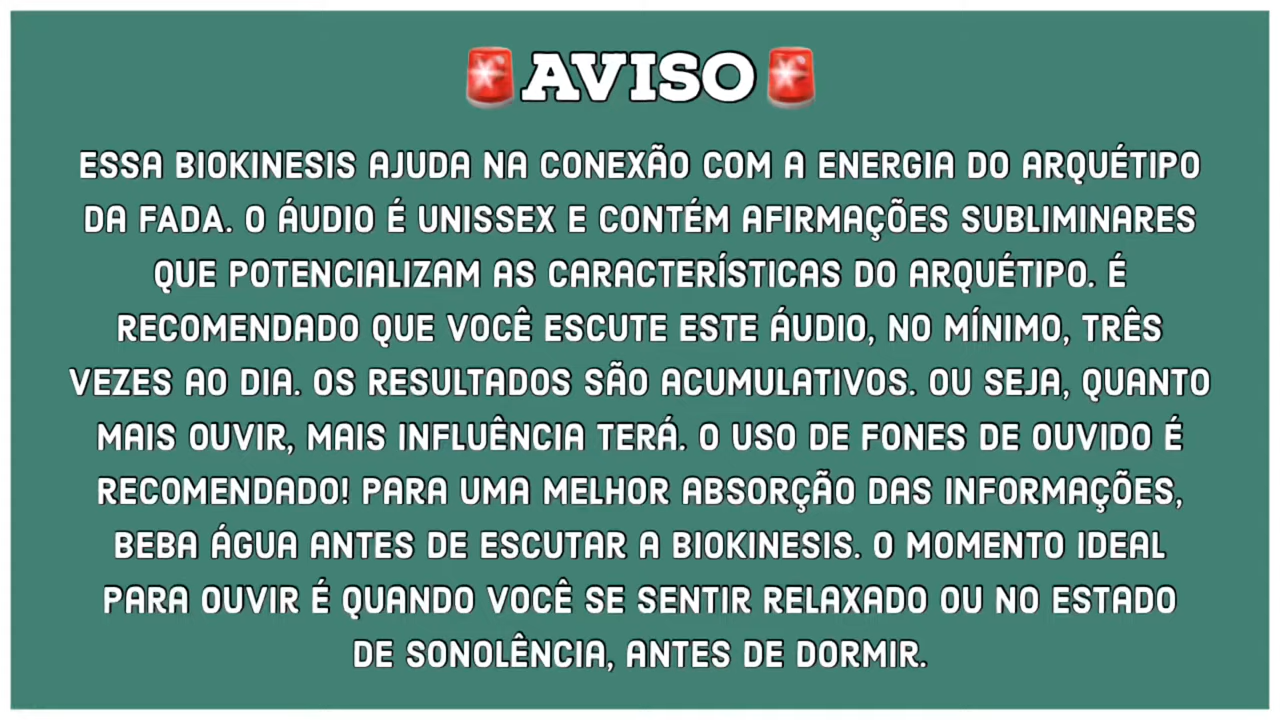 🚨AVISO🚨
ESSA BIOKINESIS AJUDA NA CONEXÃO COM A ENERGIA DO ARQUÉTIPO
DA FADA. O ÁUDIO É UNISSEX E CONTÉM AFIRMAÇÕES SUBLIMINARES
QUE POTENCIALIZAM AS CARACTERÍSTICAS DO ARQUÉTIPO. É
RECOMENDADO QUE VOCÊ ESCUTE ESTE ÁUDIO, NO MÍNIMO, TRÊS
VEZES AO DIA. OS RESULTADOS SÃO ACUMULATIVOS. OU SEJA, QUANTO
MAIS OUVIR, MAIS INFLUÊNCIA TERÁ. O USO DE FONES DE OUVIDO É
RECOMENDADO! PARA UMA MELHOR ABSORÇÃO DAS INFORMAÇÕES,
BEBA ÁGUA ANTES DE ESCUTAR A BIOKINESIS. O MOMENTO IDEAL
PARA OUVIR É QUANDO VOCÊ SE SENTIR RELAXADO OU NO ESTADO
DE SONOLÊNCIA, ANTES DE DORMIR.